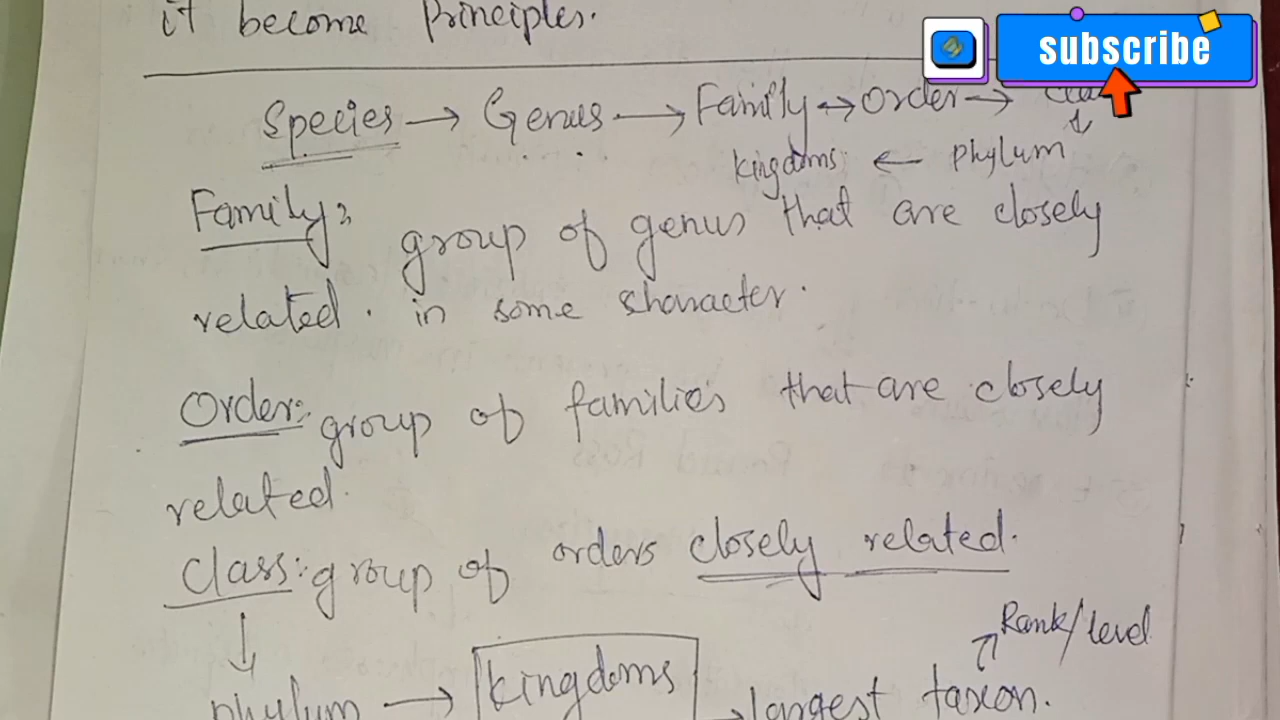 it become Principles.
subscribe
Species → Genus → Family ↔ Order → Clas
↓
kingdoms ← phylum
Family: group of genus that are closely
related. in some character.
Order: group of families that are closely
related.
Class: group of orders closely related.
↓
Rank/level
phylum → kingdoms → largest taxon.